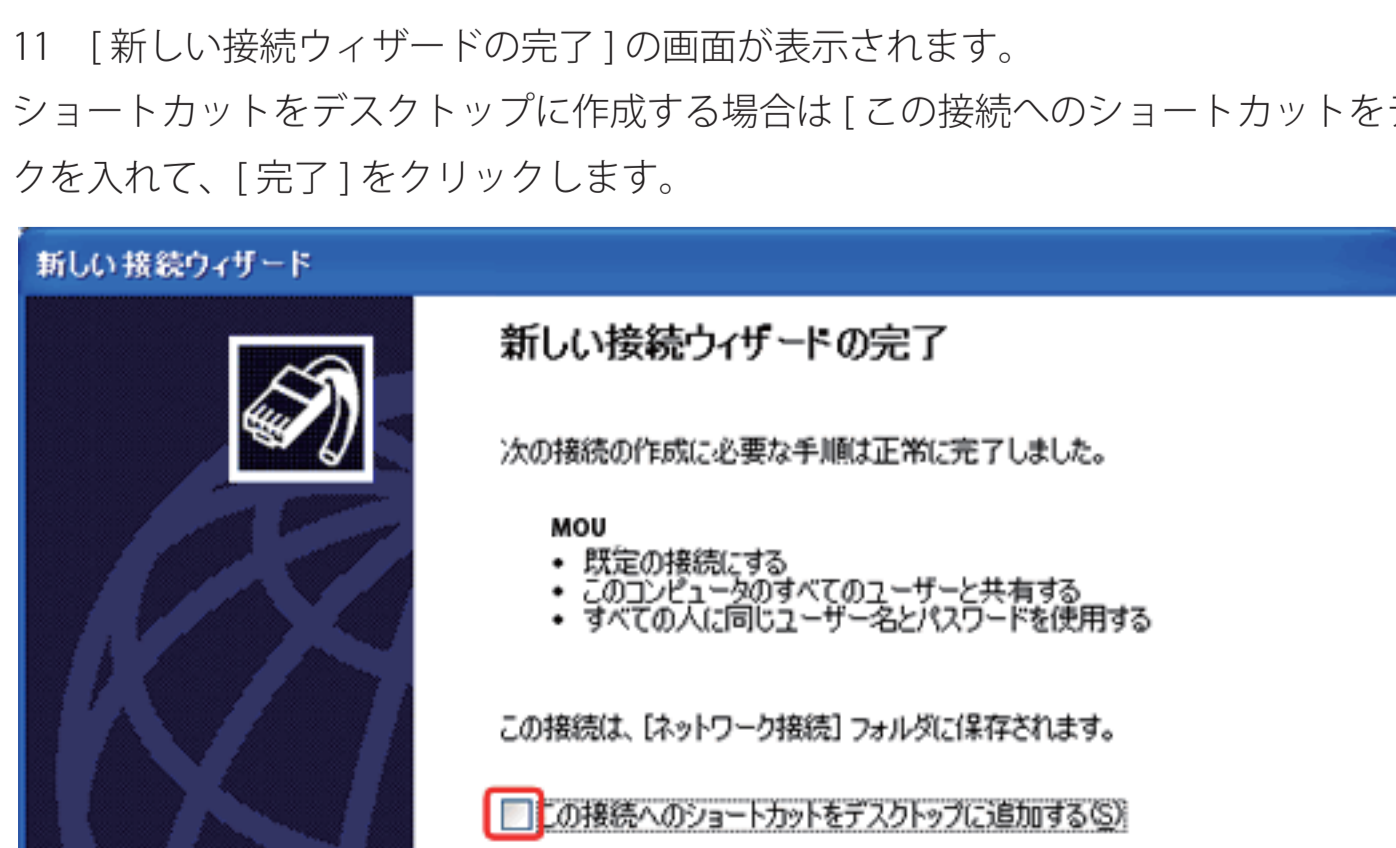 11　[ 新しい接続ウィザードの完了 ] の画面が表示されます。
ショートカットをデスクトップに作成する場合は [ この接続へのショートカットを
クを入れて、[ 完了 ] をクリックします。
新しい接続ウィザード
新しい接続ウィザードの完了
次の接続の作成に必要な手順は正常に完了しました。
MOU
• 既定の接続にする
• このコンピュータのすべてのユーザーと共有する
• すべての人に同じユーザー名とパスワードを使用する
この接続は、[ネットワーク接続] フォルダに保存されます。
この接続へのショートカットをデスクトップに追加する(S)